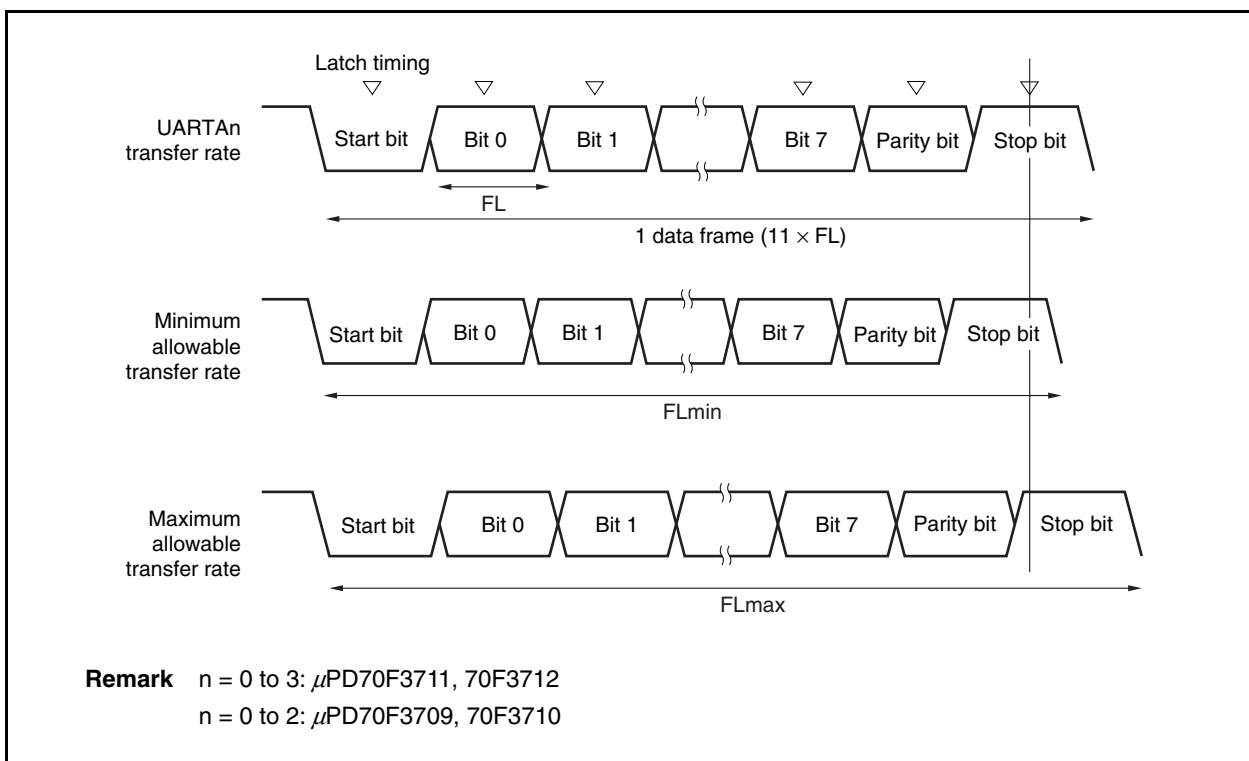 Latch timing
UARTAn
transfer rate
Start bit Bit 0 Bit 1 Bit 7 Parity bit Stop bit
FL
1 data frame (11 × FL)
Minimum
allowable
transfer rate
Start bit Bit 0 Bit 1 Bit 7 Parity bit Stop bit
FLmin
Maximum
allowable
transfer rate
Start bit Bit 0 Bit 1 Bit 7 Parity bit Stop bit
FLmax
Remark n = 0 to 3: μPD70F3711, 70F3712
n = 0 to 2: μPD70F3709, 70F3710